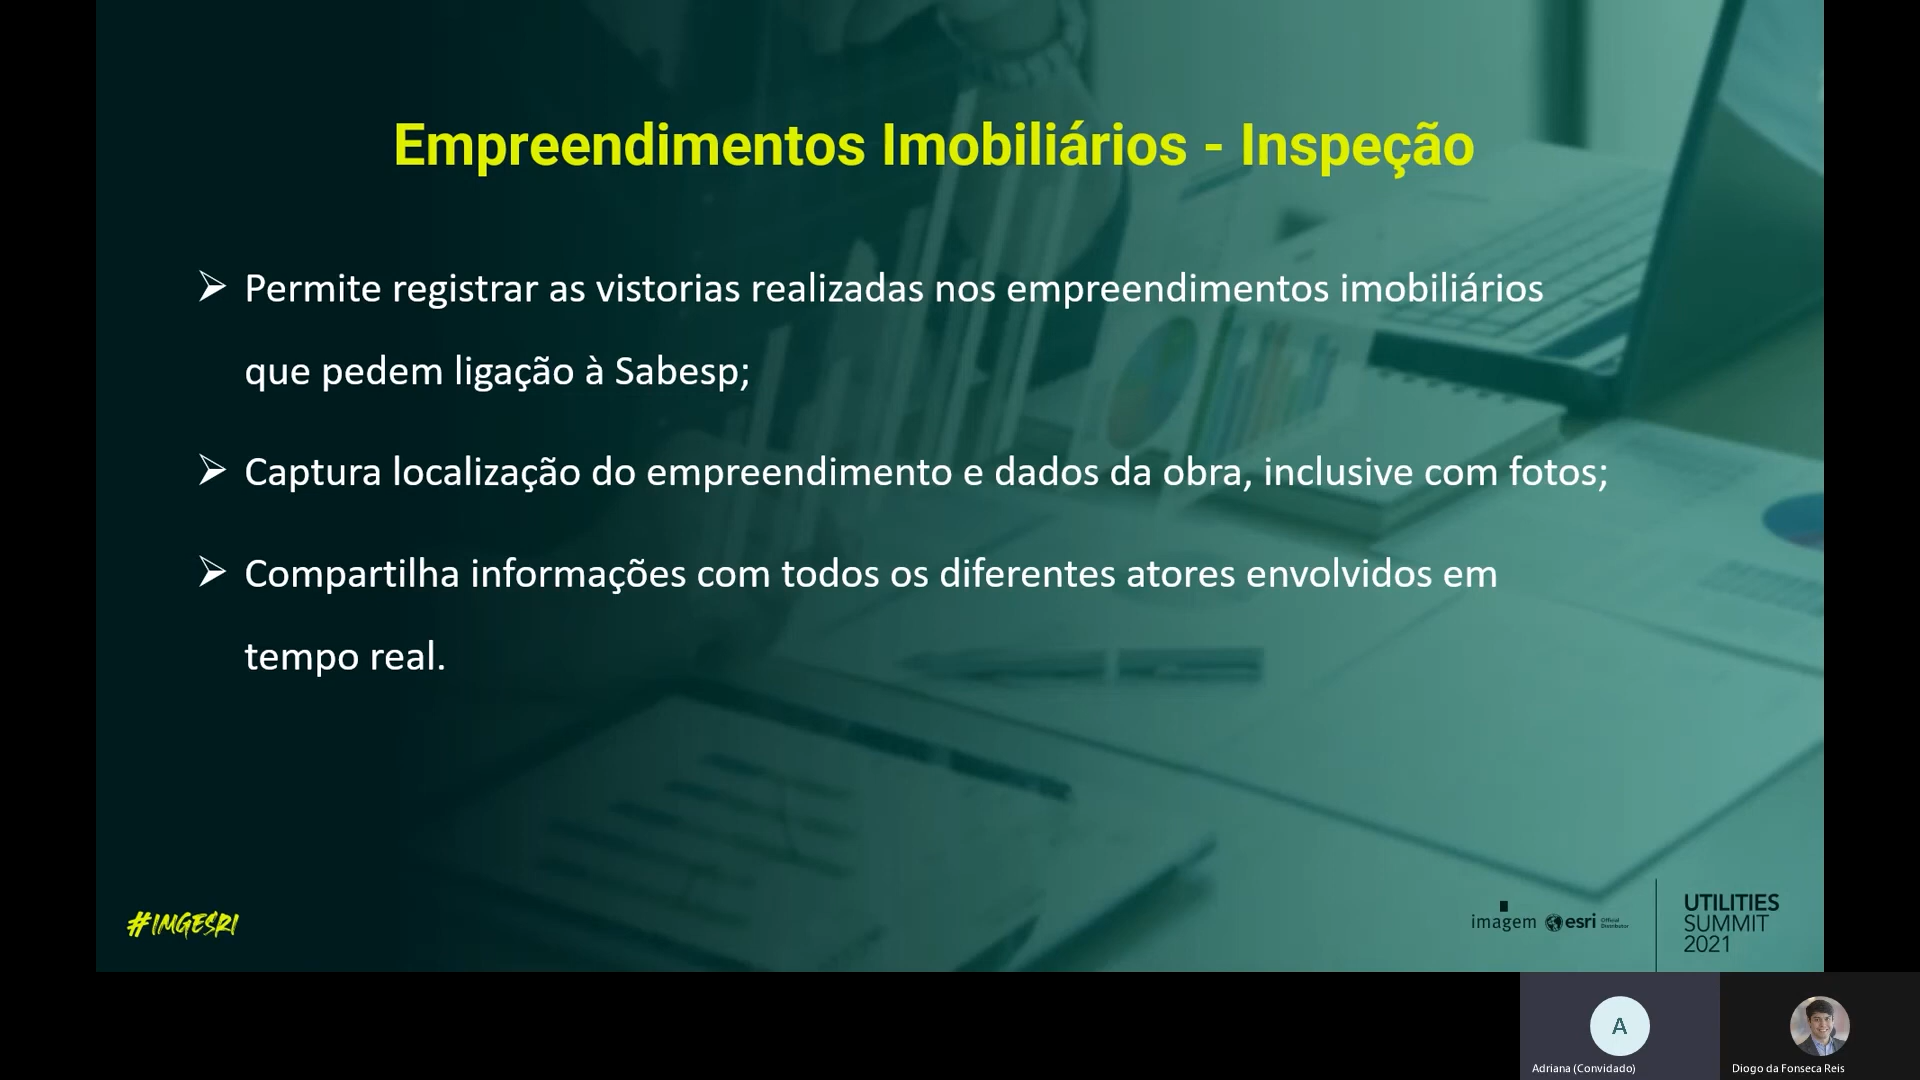 Empreendimentos Imobiliários - Inspeção
➢ Permite registrar as vistorias realizadas nos empreendimentos imobiliários
que pedem ligação à Sabesp;
➢ Captura localização do empreendimento e dados da obra, inclusive com fotos;
➢ Compartilha informações com todos os diferentes atores envolvidos em
tempo real.
#IMGESRI
imagem esri Official
Distributor
UTILITIES
SUMMIT
2021
A
Adriana (Convidado)
Diogo da Fonseca Reis